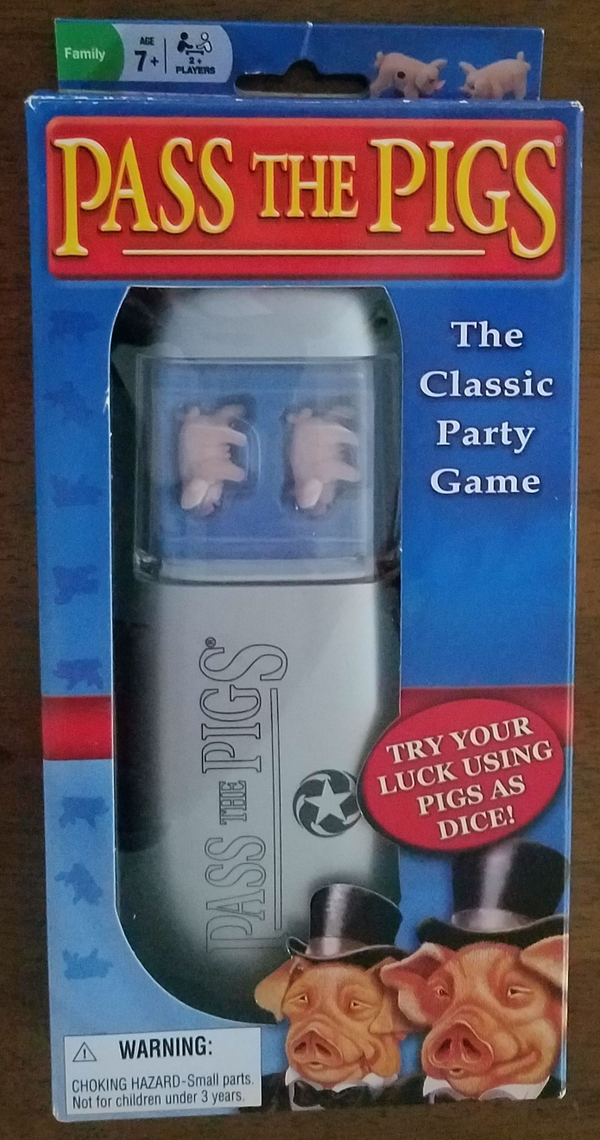 Family
AGE
7+
2+
PLAYERS
PASS THE PIGS®
The
Classic
Party
Game
PASS THE PIGS®
TRY YOUR
LUCK USING
PIGS AS
DICE!
WARNING:
CHOKING HAZARD-Small parts.
Not for children under 3 years.